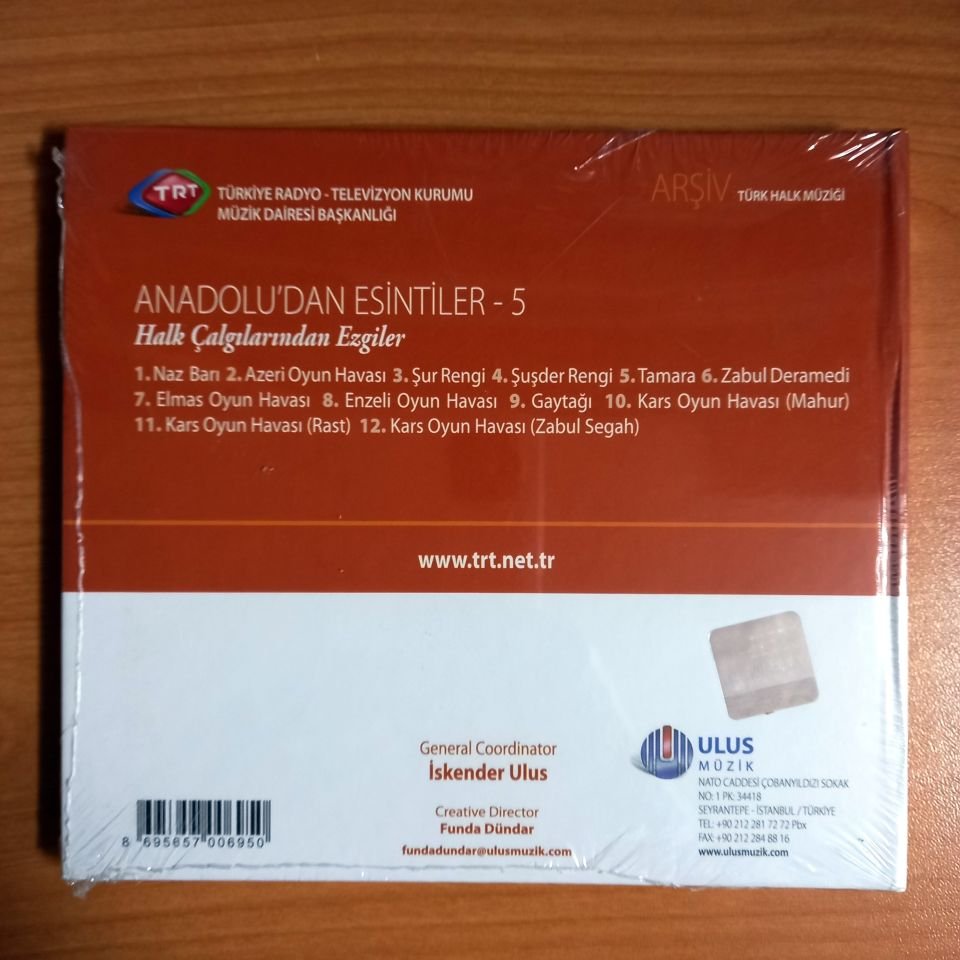 TRT
TÜRKİYE RADYO - TELEVİZYON KURUMU
MÜZİK DAİRESİ BAŞKANLIĞI
ARŞİV TÜRK HALK MÜZİĞİ
ANADOLU'DAN ESİNTİLER - 5
Halk Çalgılarından Ezgiler
1. Naz Barı 2. Azeri Oyun Havası 3. Şur Rengi 4. Şuşder Rengi 5. Tamara 6. Zabul Deramedi
7. Elmas Oyun Havası 8. Enzeli Oyun Havası 9. Gaytağı 10. Kars Oyun Havası (Mahur)
11. Kars Oyun Havası (Rast) 12. Kars Oyun Havası (Zabul Segah)
www.trt.net.tr
General Coordinator
İskender Ulus
Creative Director
Funda Dündar
fundadundar@ulusmuzik.com
8 695657 006950
ULUS
MÜZİK
NATO CADDESİ ÇOBANYILDIZI SOKAK
NO: 1 PK: 34418
SEYRANTEPE - İSTANBUL / TÜRKİYE
TEL: +90 212 281 72 72 Pbx
FAX: +90 212 284 88 16
www.ulusmuzik.com